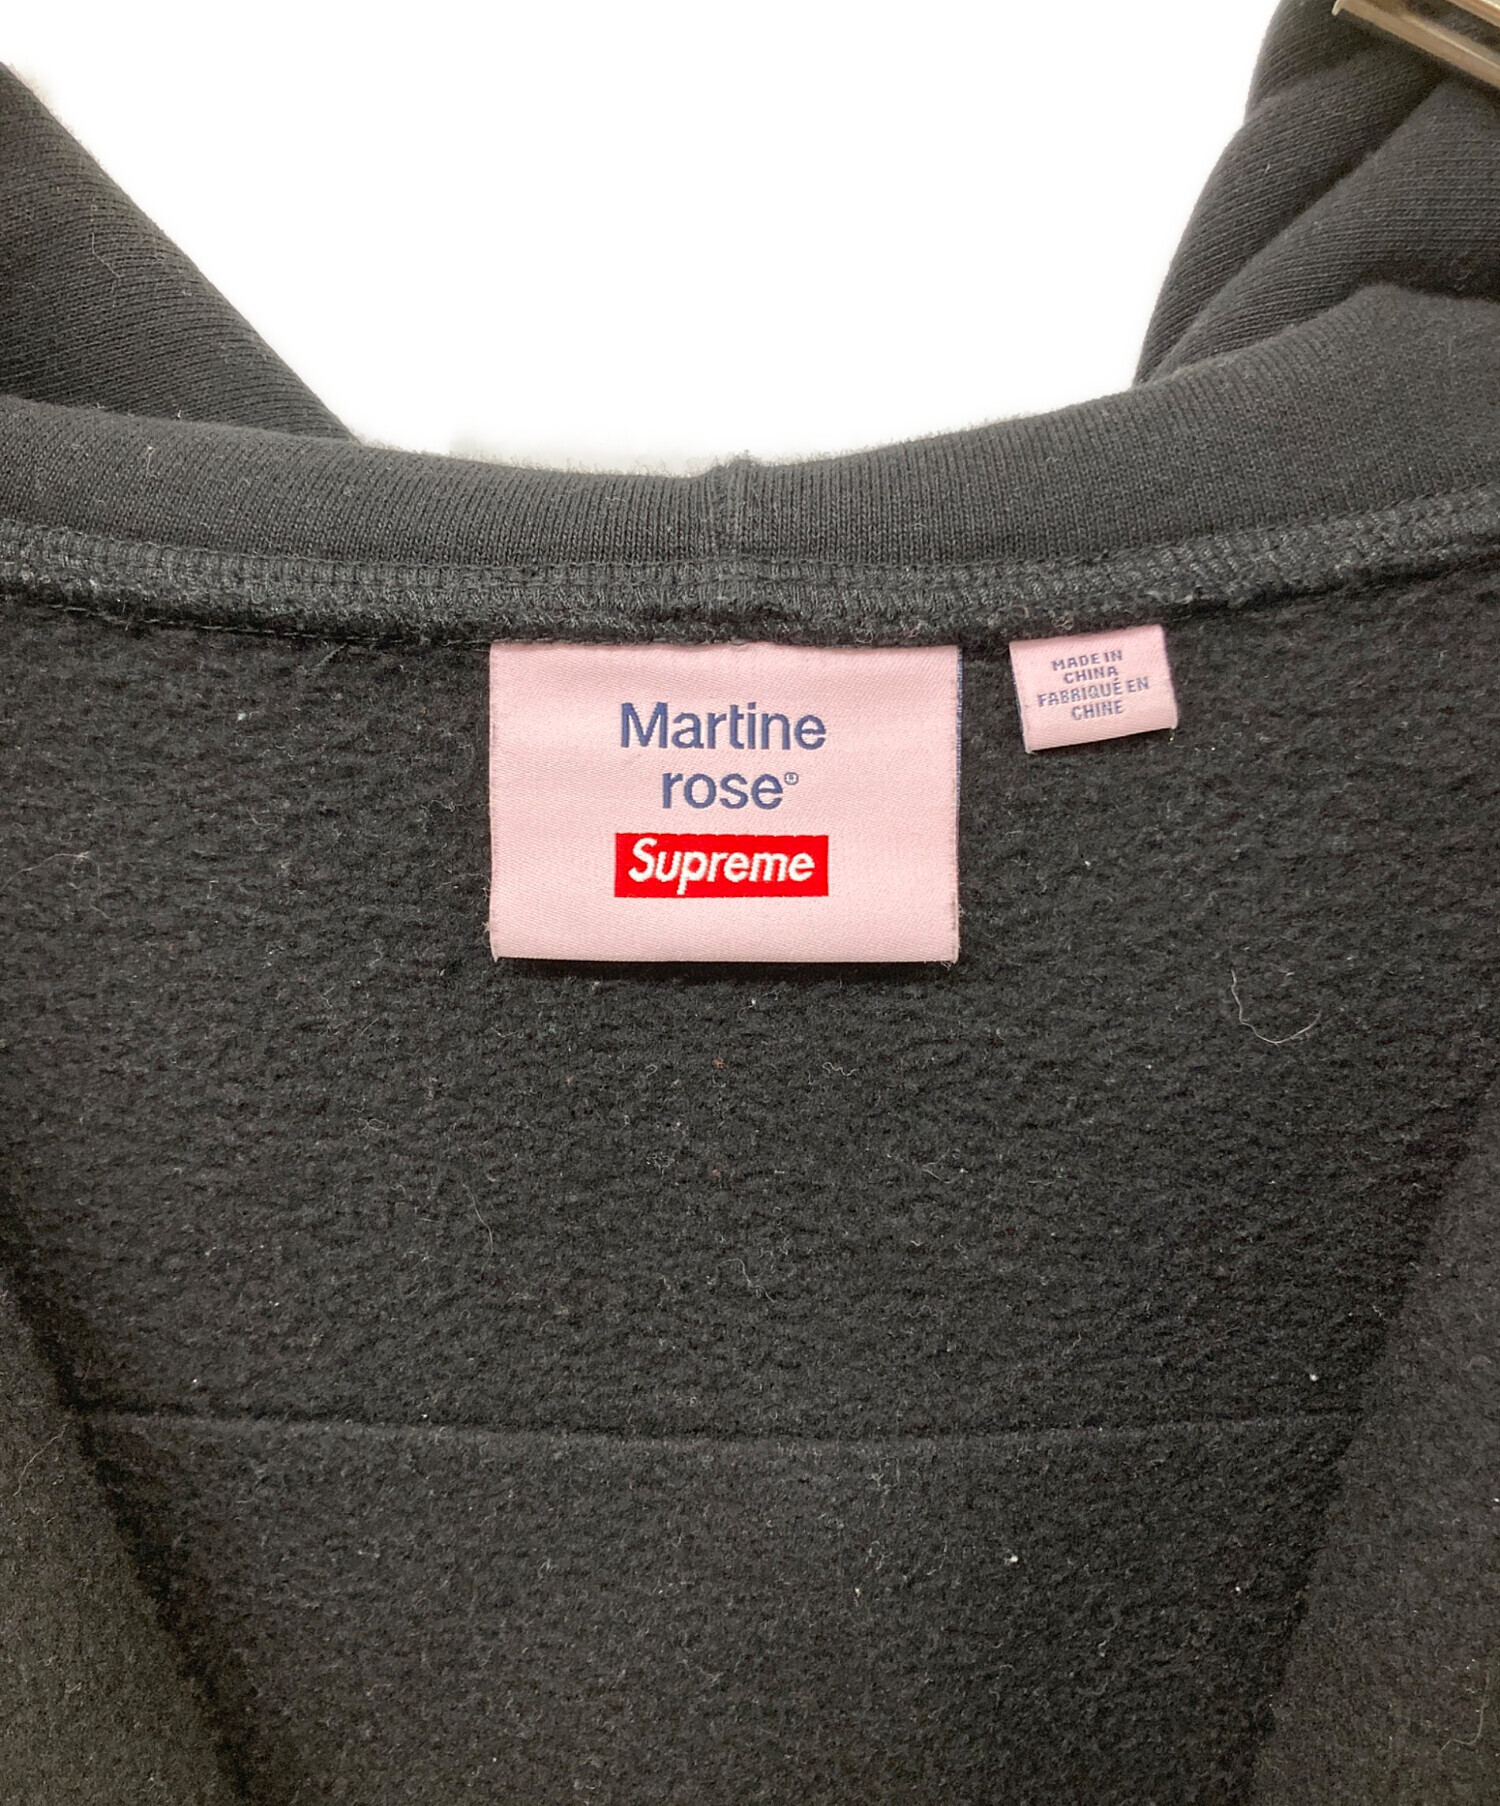 Martine
rose®
Supreme
MADE IN
CHINA
FABRIQUÉ EN
CHINE